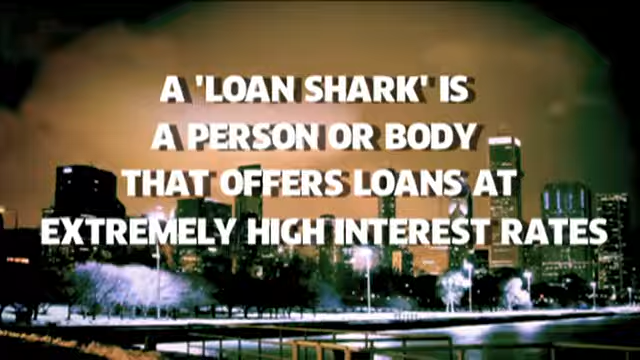 A 'LOAN SHARK' IS
A PERSON OR BODY
THAT OFFERS LOANS AT
EXTREMELY HIGH INTEREST RATES